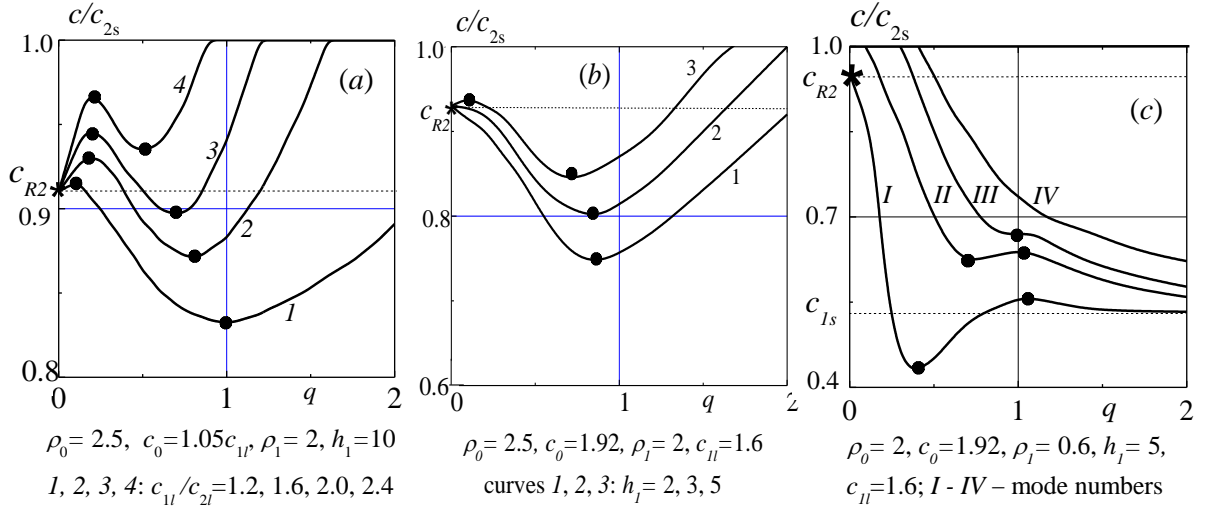 c/c2s
1.0
4
(a)
3
cR2
0.9
2
1
0.8
0 1 q 2
ρ0= 2.5, c0=1.05c1l, ρ1= 2, h1=10
1, 2, 3, 4: c1l /c2l=1.2, 1.6, 2.0, 2.4
c/c2s
1.0
3
(b)
cR2
2
1
0.8
0.6
0 1 q 2
ρ0= 2.5, c0=1.92, ρ1= 2, c1l=1.6
curves 1, 2, 3: h1= 2, 3, 5
c/c2s
1.0
cR2
(c)
I II III IV
0.7
c1s
0.4
0 1 q 2
ρ0= 2, c0=1.92, ρ1= 0.6, h1= 5,
c1l=1.6; I - IV – mode numbers